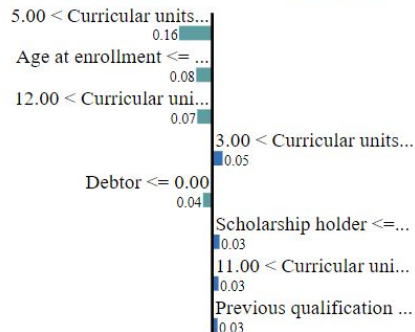 5.00 < Curricular units...
0.16
Age at enrollment <= ...
0.08
12.00 < Curricular uni...
0.07
3.00 < Curricular units...
0.05
Debtor <= 0.00
0.04
Scholarship holder <=...
0.03
11.00 < Curricular uni...
0.03
Previous qualification ...
0.03